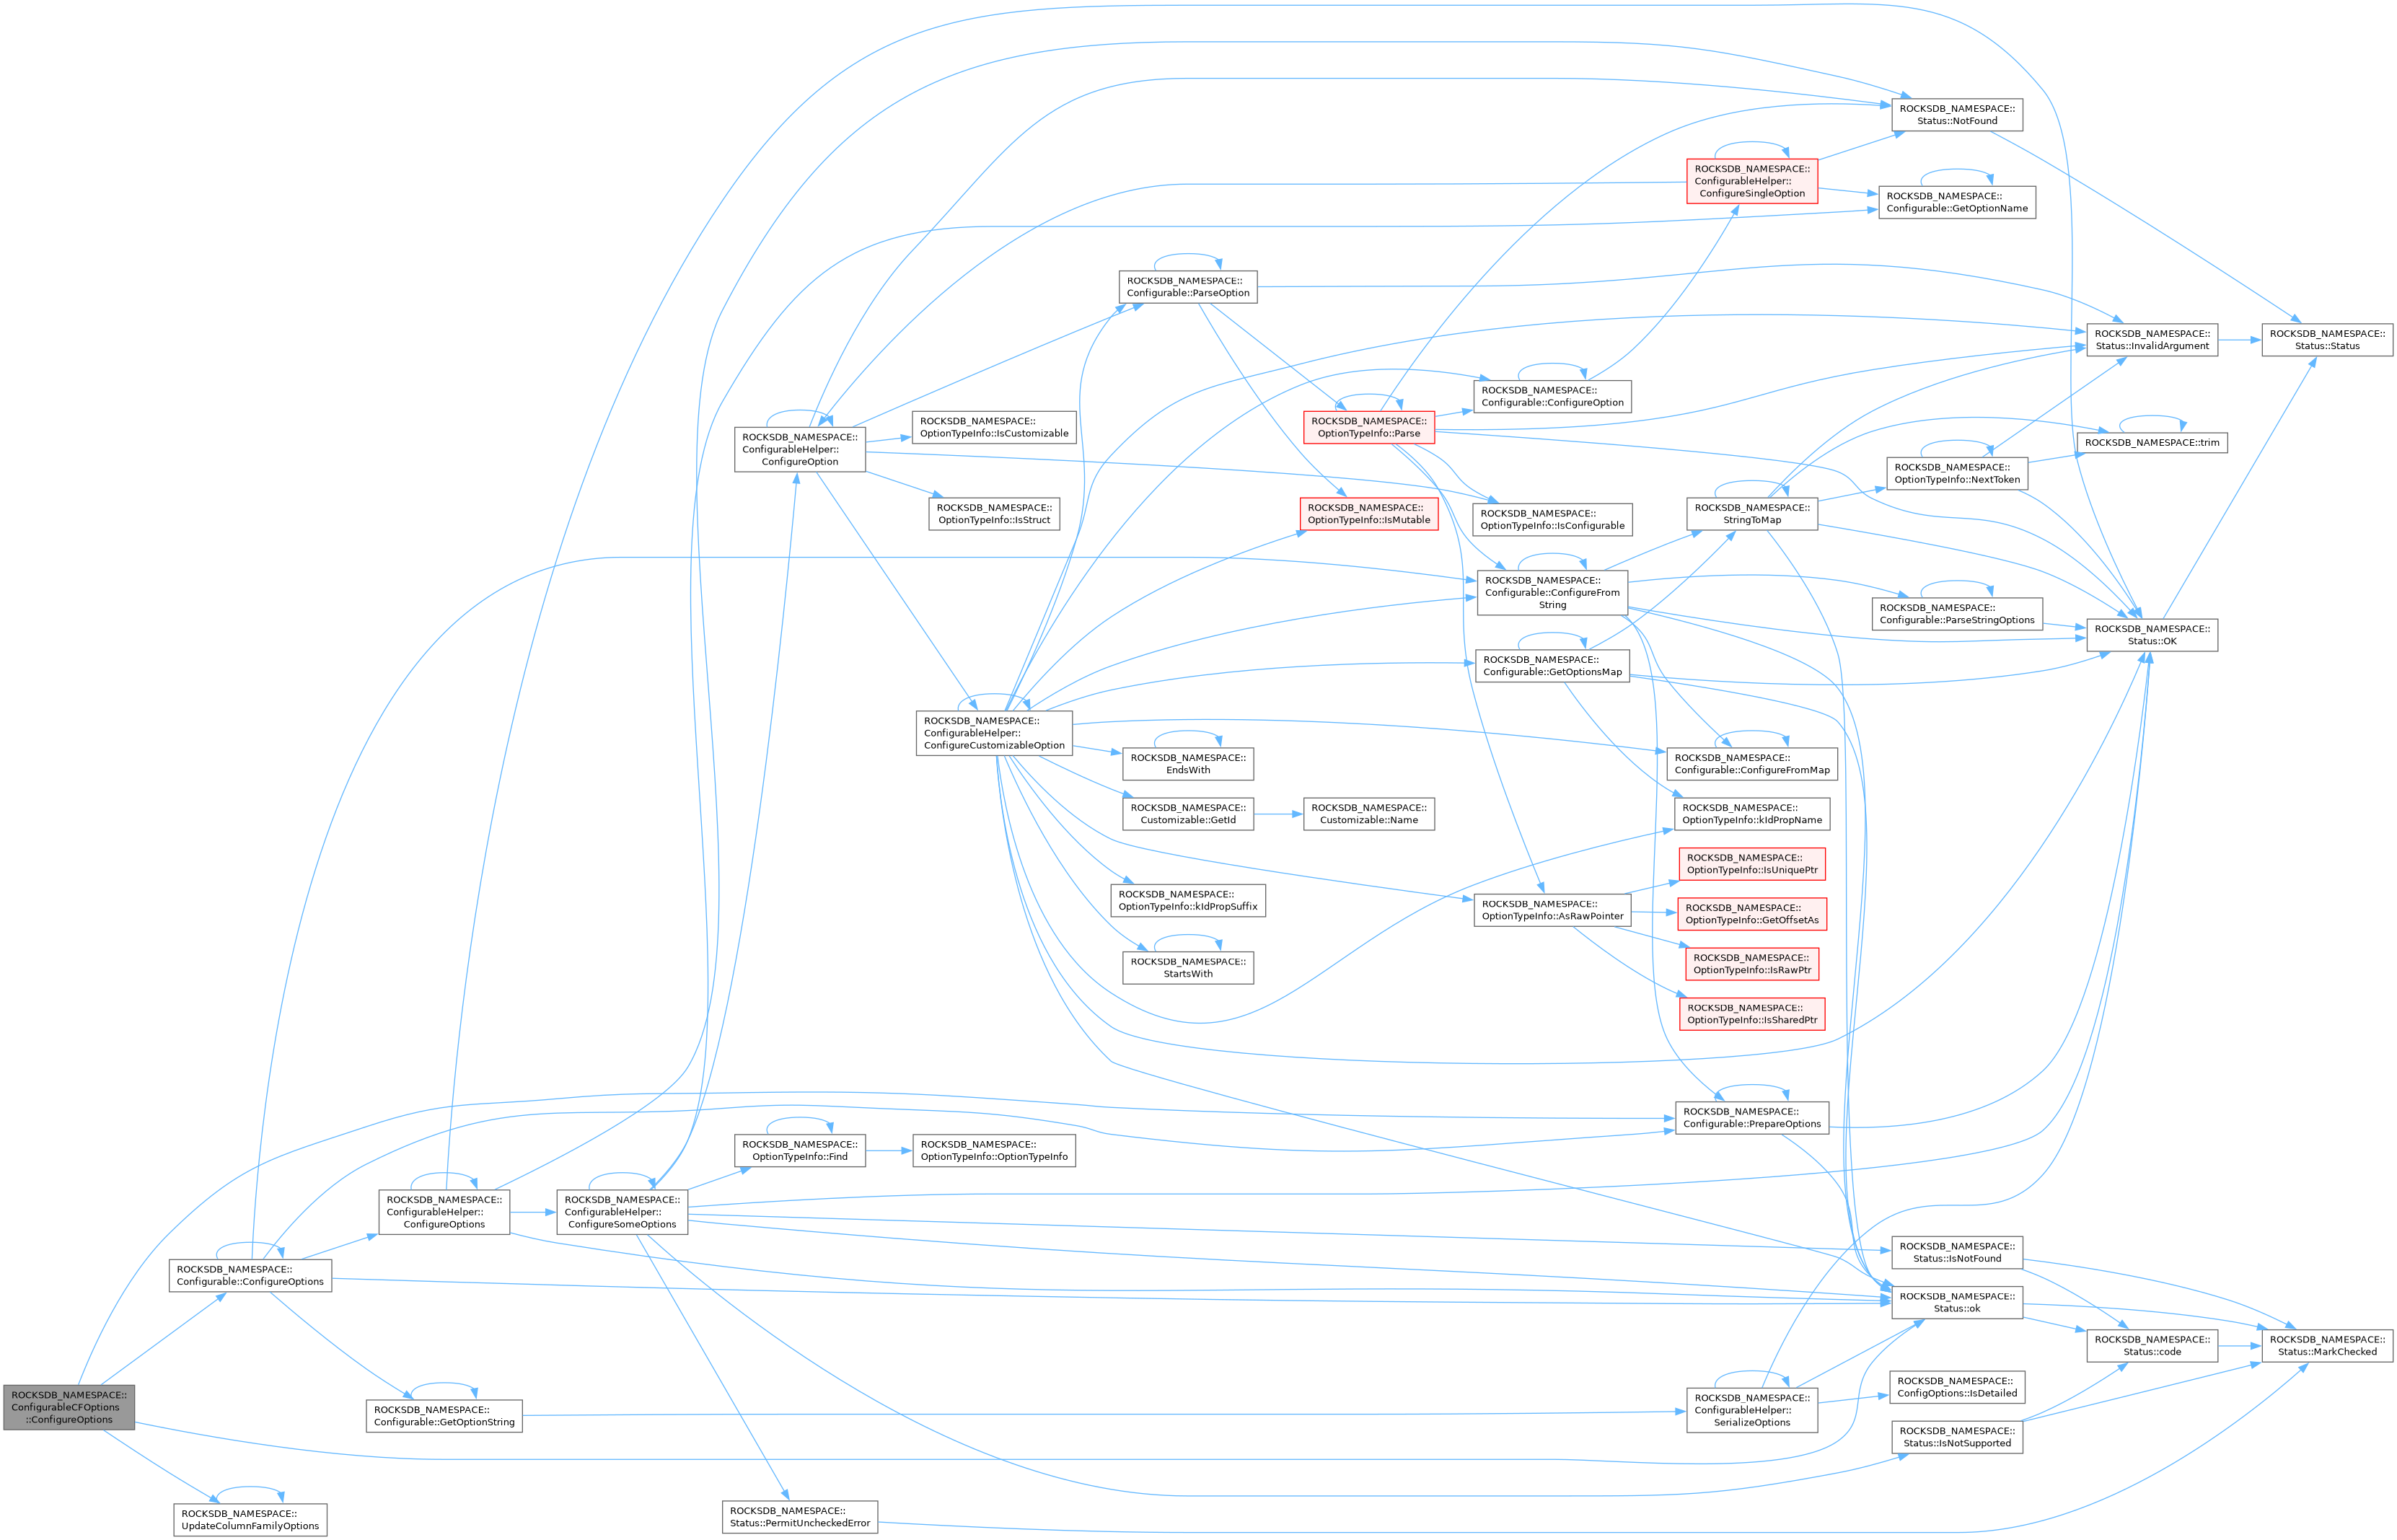 ROCKSDB_NAMESPACE::
ConfigurableCFOptions
::ConfigureOptions
ROCKSDB_NAMESPACE::
Configurable::ConfigureOptions
ROCKSDB_NAMESPACE::
UpdateColumnFamilyOptions
ROCKSDB_NAMESPACE::
ConfigurableHelper::
ConfigureOptions
ROCKSDB_NAMESPACE::
Configurable::GetOptionString
ROCKSDB_NAMESPACE::
ConfigurableHelper::
ConfigureSomeOptions
ROCKSDB_NAMESPACE::
ConfigurableHelper::
ConfigureOption
ROCKSDB_NAMESPACE::
OptionTypeInfo::Find
ROCKSDB_NAMESPACE::
Status::PermitUncheckedError
ROCKSDB_NAMESPACE::
OptionTypeInfo::IsCustomizable
ROCKSDB_NAMESPACE::
OptionTypeInfo::IsStruct
ROCKSDB_NAMESPACE::
ConfigurableHelper::
ConfigureCustomizableOption
ROCKSDB_NAMESPACE::
OptionTypeInfo::OptionTypeInfo
ROCKSDB_NAMESPACE::
Configurable::ParseOption
ROCKSDB_NAMESPACE::
EndsWith
ROCKSDB_NAMESPACE::
Customizable::GetId
ROCKSDB_NAMESPACE::
OptionTypeInfo::kIdPropSuffix
ROCKSDB_NAMESPACE::
StartsWith
ROCKSDB_NAMESPACE::
OptionTypeInfo::Parse
ROCKSDB_NAMESPACE::
OptionTypeInfo::IsMutable
ROCKSDB_NAMESPACE::
Customizable::Name
ROCKSDB_NAMESPACE::
Configurable::ConfigureOption
ROCKSDB_NAMESPACE::
OptionTypeInfo::IsConfigurable
ROCKSDB_NAMESPACE::
Configurable::ConfigureFrom
String
ROCKSDB_NAMESPACE::
Configurable::GetOptionsMap
ROCKSDB_NAMESPACE::
OptionTypeInfo::AsRawPointer
ROCKSDB_NAMESPACE::
ConfigurableHelper::
ConfigureSingleOption
ROCKSDB_NAMESPACE::
StringToMap
ROCKSDB_NAMESPACE::
Configurable::ConfigureFromMap
ROCKSDB_NAMESPACE::
OptionTypeInfo::kIdPropName
ROCKSDB_NAMESPACE::
OptionTypeInfo::IsUniquePtr
ROCKSDB_NAMESPACE::
OptionTypeInfo::GetOffsetAs
ROCKSDB_NAMESPACE::
OptionTypeInfo::IsRawPtr
ROCKSDB_NAMESPACE::
OptionTypeInfo::IsSharedPtr
ROCKSDB_NAMESPACE::
Configurable::PrepareOptions
ROCKSDB_NAMESPACE::
ConfigurableHelper::
SerializeOptions
ROCKSDB_NAMESPACE::
Status::NotFound
ROCKSDB_NAMESPACE::
Configurable::GetOptionName
ROCKSDB_NAMESPACE::
OptionTypeInfo::NextToken
ROCKSDB_NAMESPACE::
Configurable::ParseStringOptions
ROCKSDB_NAMESPACE::
Status::IsNotFound
ROCKSDB_NAMESPACE::
Status::ok
ROCKSDB_NAMESPACE::
ConfigOptions::IsDetailed
ROCKSDB_NAMESPACE::
Status::IsNotSupported
ROCKSDB_NAMESPACE::
Status::InvalidArgument
ROCKSDB_NAMESPACE::trim
ROCKSDB_NAMESPACE::
Status::OK
ROCKSDB_NAMESPACE::
Status::code
ROCKSDB_NAMESPACE::
Status::Status
ROCKSDB_NAMESPACE::
Status::MarkChecked